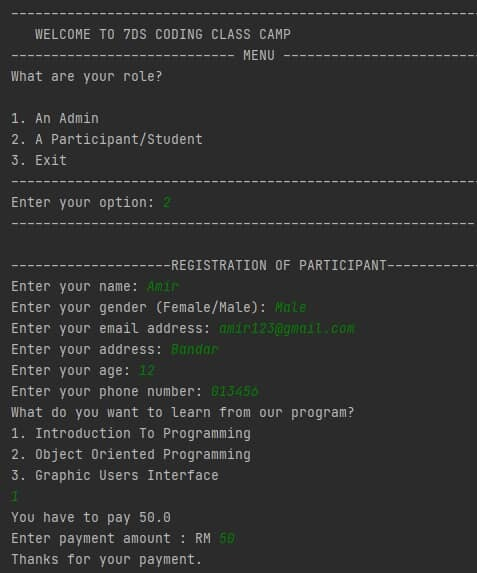 -----------------------------------------------------------
WELCOME TO 7DS CODING CLASS CAMP
---------------------------- MENU -------------------------
What are your role?
1. An Admin
2. A Participant/Student
3. Exit
-----------------------------------------------------------
Enter your option: 2
----------------------------------------------------------
--------------------REGISTRATION OF PARTICIPANT------------
Enter your name: Amir
Enter your gender (Female/Male): Male
Enter your email address: amir123@gmail.com
Enter your address: Bandar
Enter your age: 12
Enter your phone number: 013456
What do you want to learn from our program?
1. Introduction To Programming
2. Object Oriented Programming
3. Graphic Users Interface
1
You have to pay 50.0
Enter payment amount : RM 50
Thanks for your payment.